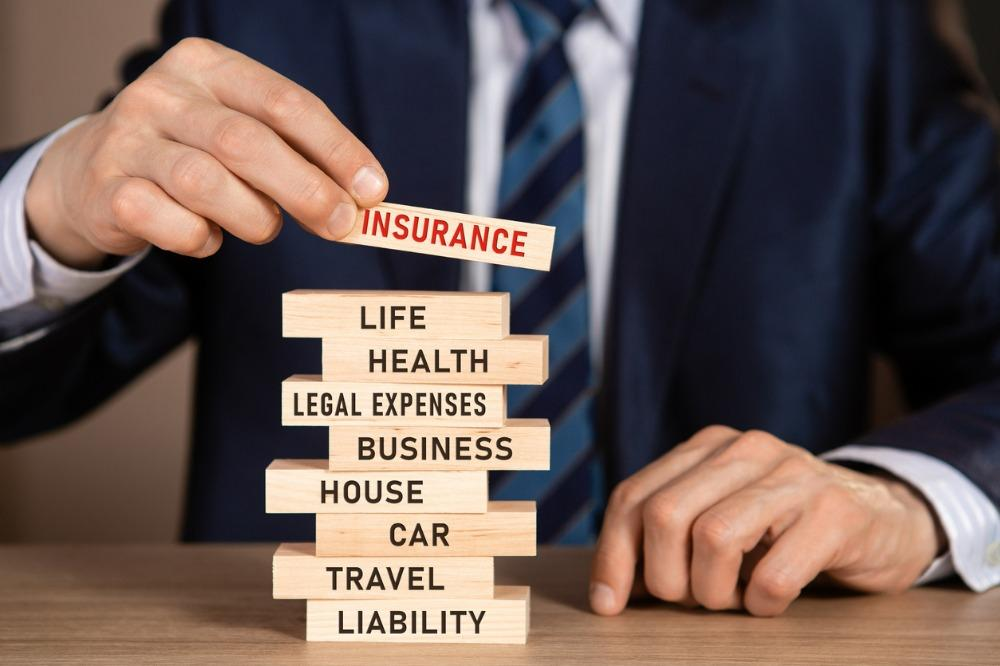 INSURANCE
LIFE
HEALTH
LEGAL EXPENSES
BUSINESS
HOUSE
CAR
TRAVEL
LIABILITY